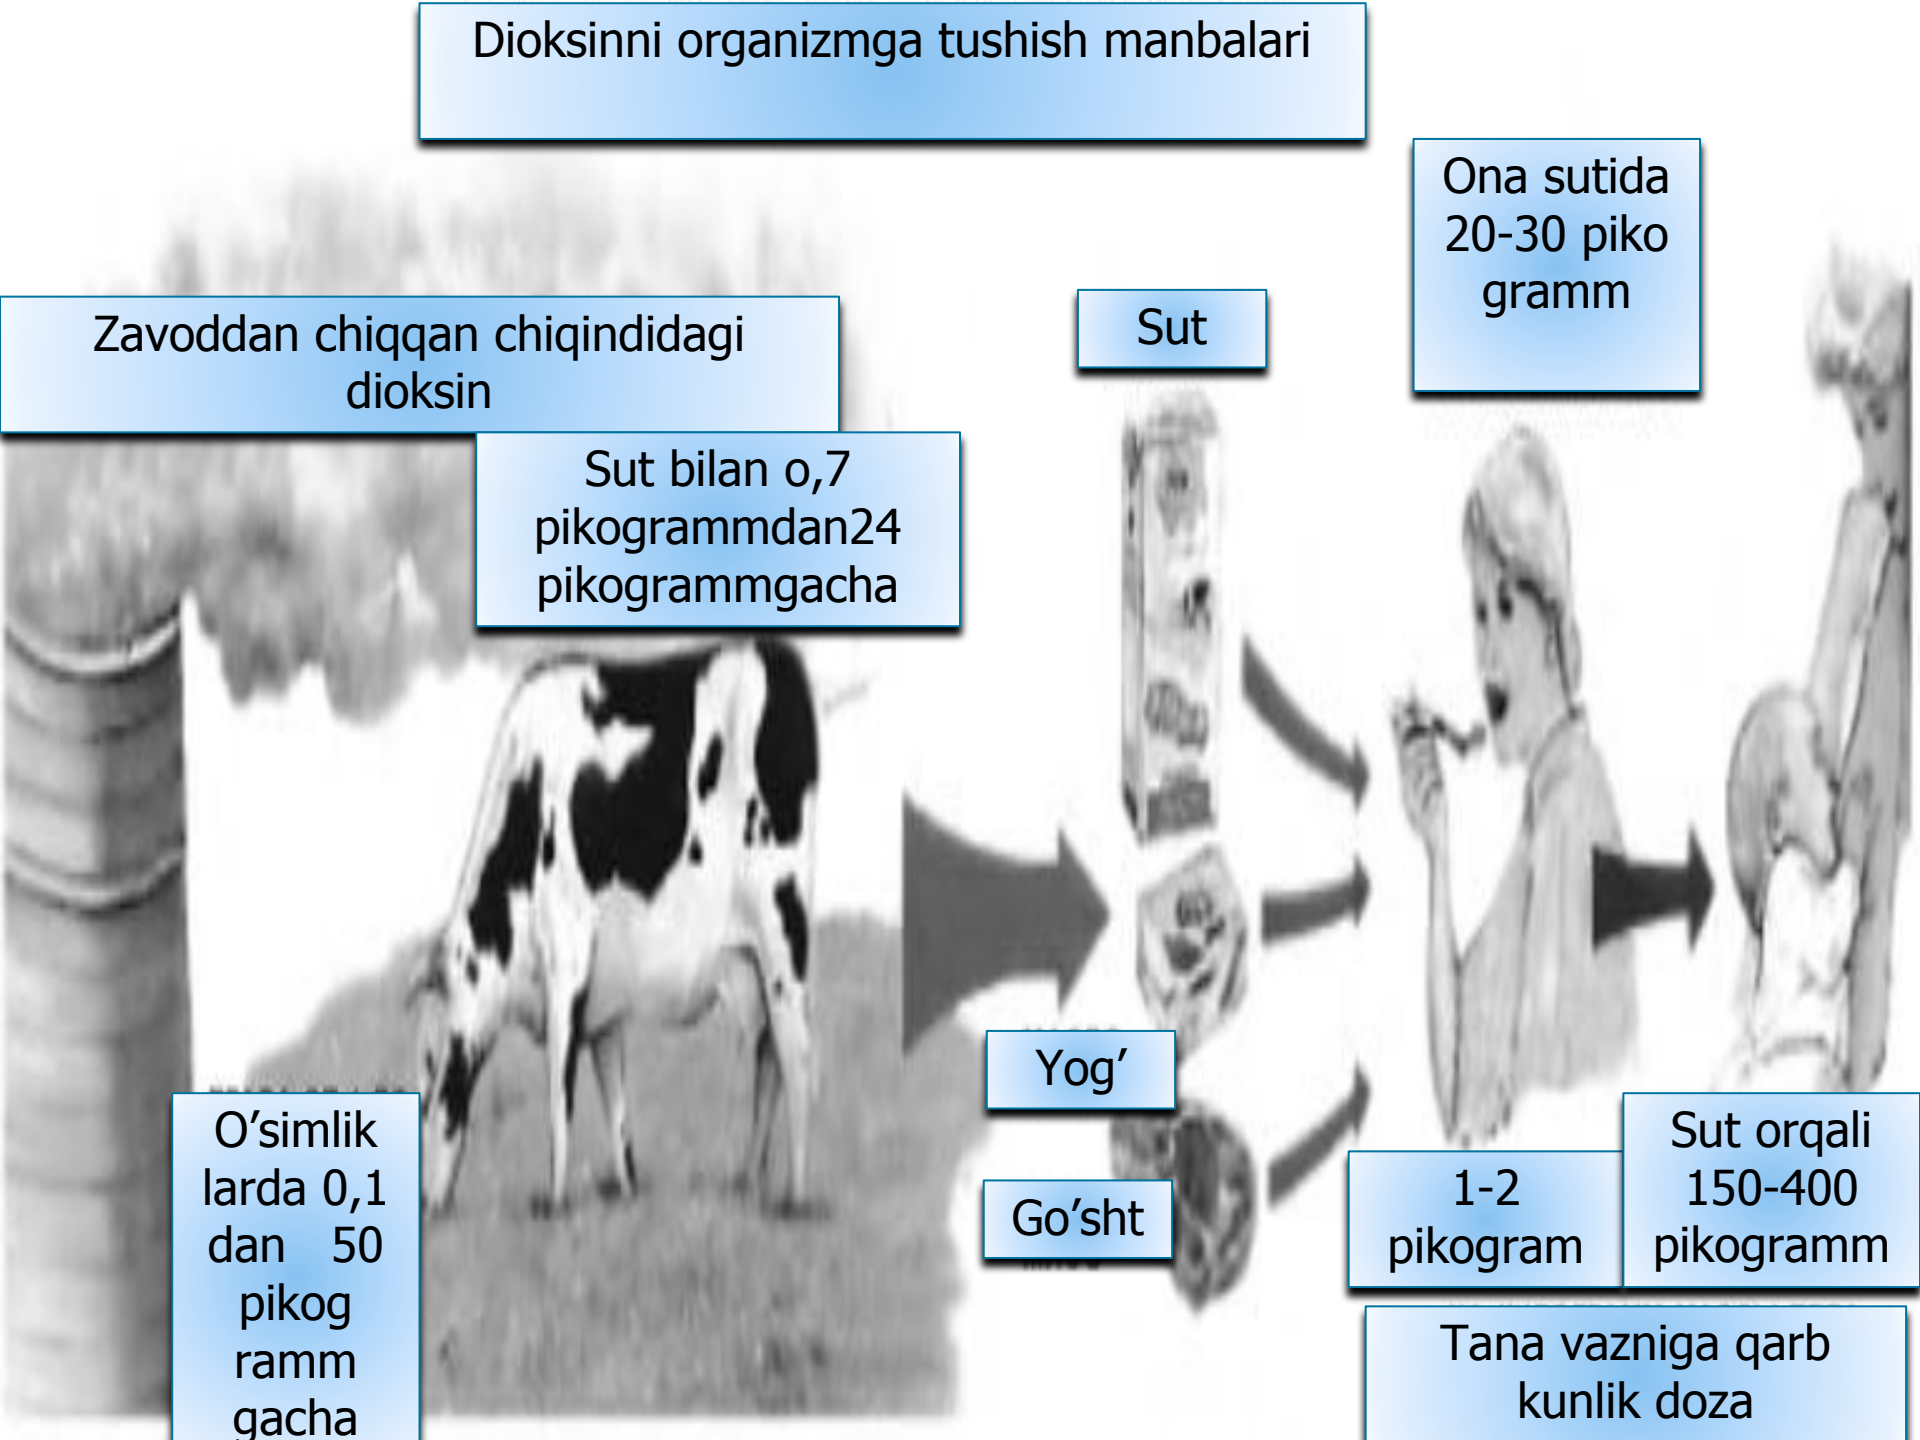 Dioksinni organizmga tushish manbalari
Ona sutida
20-30 piko
gramm
Zavoddan chiqqan chiqindidagi
dioksin
Sut
Sut bilan o,7
pikogrammdan24
pikogrammgacha
Yog’
Go’sht
O’simlik
larda 0,1
dan 50
pikog
ramm
gacha
1-2
pikogram
Sut orqali
150-400
pikogramm
Tana vazniga qarb
kunlik doza